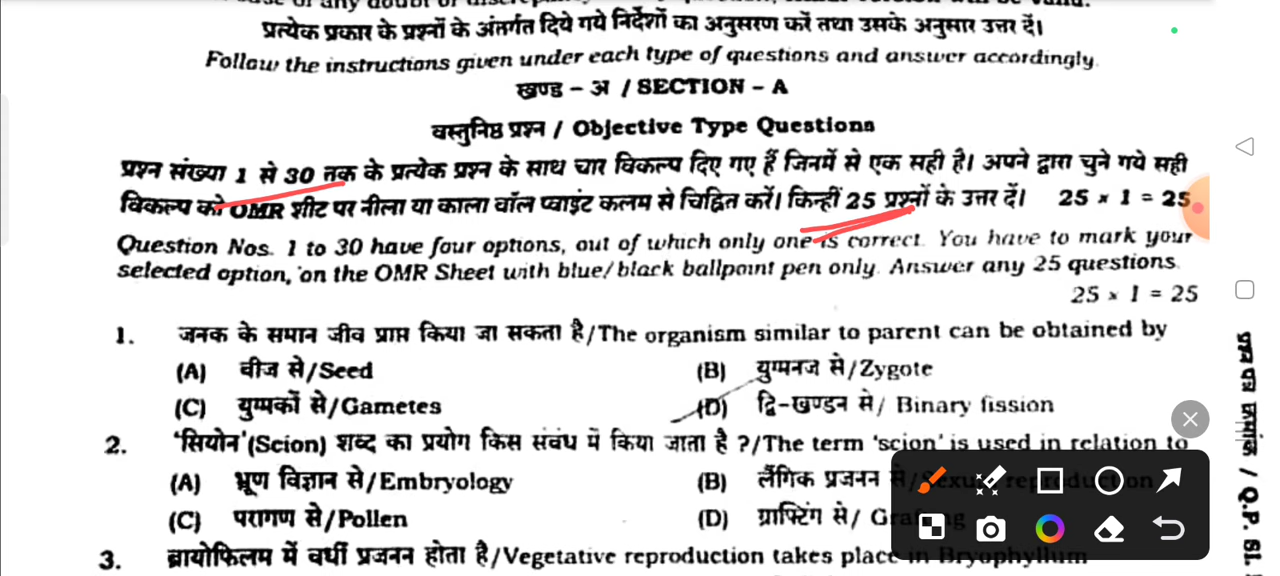 प्रत्येक प्रकार के प्रश्नों के अंतर्गत दिये गये निर्देशों का अनुसरण करें तथा उसके अनुसार उत्तर दें।
Follow the instructions given under each type of questions and answer accordingly.
खण्ड – अ / SECTION – A
वस्तुनिष्ठ प्रश्न / Objective Type Questions
प्रश्न संख्या 1 से 30 तक के प्रत्येक प्रश्न के साथ चार विकल्प दिए गए हैं जिनमें से एक सही है। अपने द्वारा चुने गये सही
विकल्प को OMR शीट पर नीला या काला बॉल प्वाइंट कलम से चिह्नित करें। किन्हीं 25 प्रश्नों के उत्तर दें। 25 × 1 = 25
Question Nos. 1 to 30 have four options, out of which only one is correct. You have to mark your
selected option, on the OMR Sheet with blue/black ballpoint pen only. Answer any 25 questions.
25 × 1 = 25
1. जनक के समान जीव प्राप्त किया जा सकता है/The organism similar to parent can be obtained by
(A) बीज से/Seed (B) युग्मनज से/Zygote
(C) युग्मकों से/Gametes (D) द्वि-खण्डन से/ Binary fission
2. 'सियोन'(Scion) शब्द का प्रयोग किस संबंध में किया जाता है ?/The term 'scion' is used in relation to
(A) भ्रूण विज्ञान से/Embryology (B) लैंगिक प्रजनन से/Sexual reproduction
(C) परागण से/Pollen (D) ग्राफ्टिंग से/ Grafting
3. ब्रायोफिलम में वर्धी प्रजनन होता है/Vegetative reproduction takes place in Bryophyllum
प्रश्न पत्र क्रमांक / Q.P. Sl.